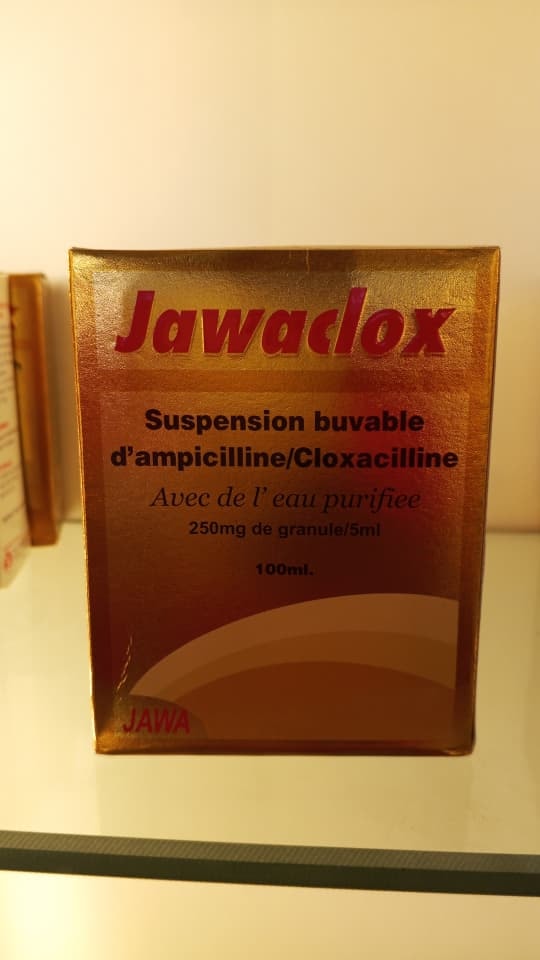 Jawaclox
Suspension buvable
d'ampicilline/Cloxacilline
Avec de l' eau purifiee
250mg de granule/5ml
100ml.
JAWA